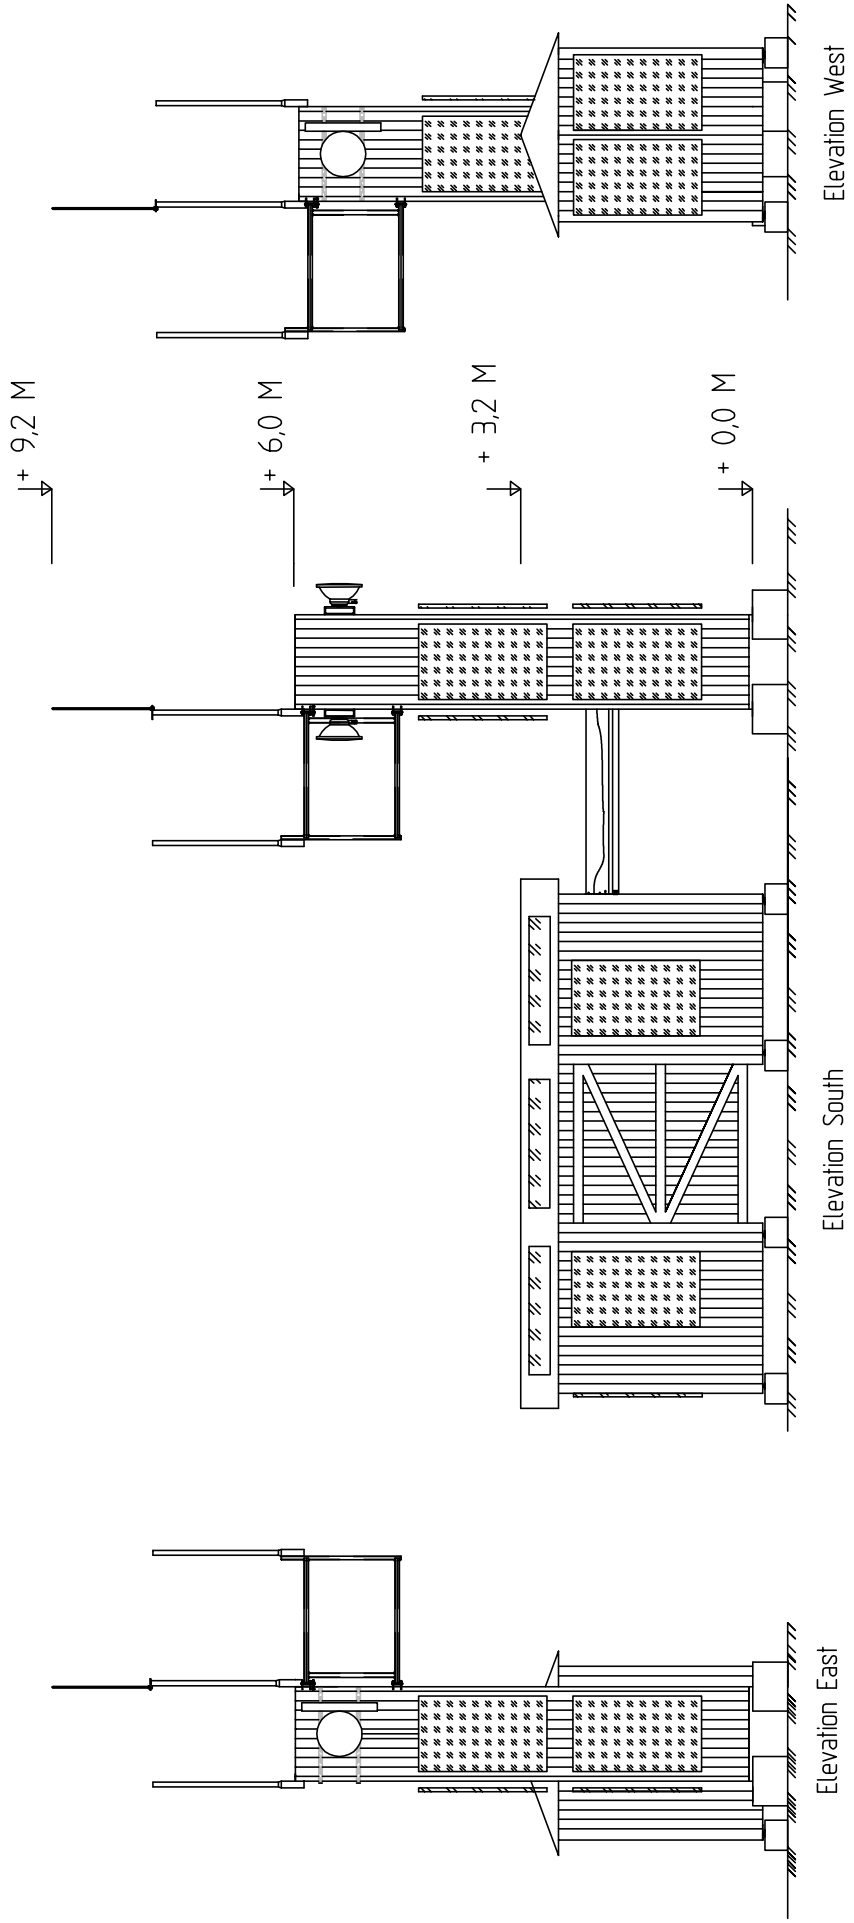 + 9,2 M
+ 6,0 M
+ 3,2 M
+ 0,0 M
Elevation East
Elevation South
Elevation West